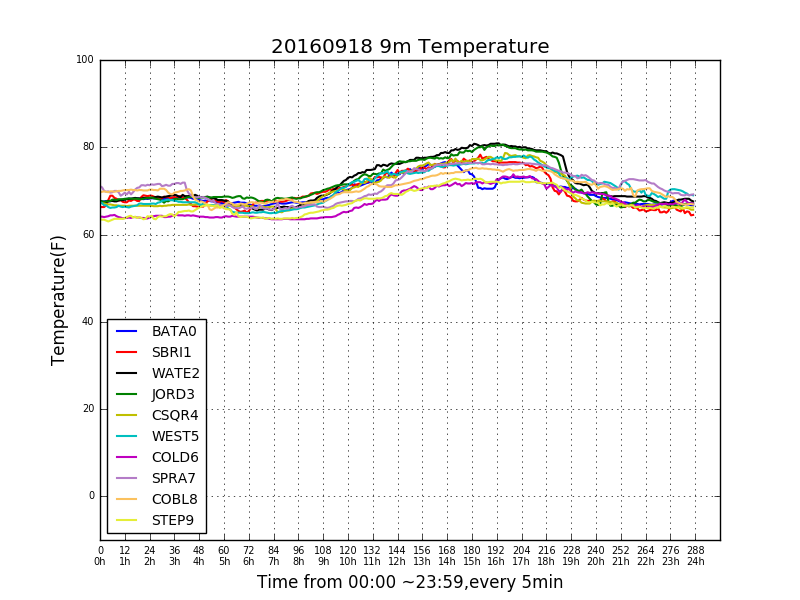 20160918 9m Temperature
100
80
60
40
20
0
Temperature(F)
BATA0
SBRI1
WATE2
JORD3
CSQR4
WEST5
COLD6
SPRA7
COBL8
STEP9
0 12 24 36 48 60 72 84 96 108 120 132 144 156 168 180 192 204 216 228 240 252 264 276 288
0h 1h 2h 3h 4h 5h 6h 7h 8h 9h 10h 11h 12h 13h 14h 15h 16h 17h 18h 19h 20h 21h 22h 23h 24h
Time from 00:00 ~23:59,every 5min